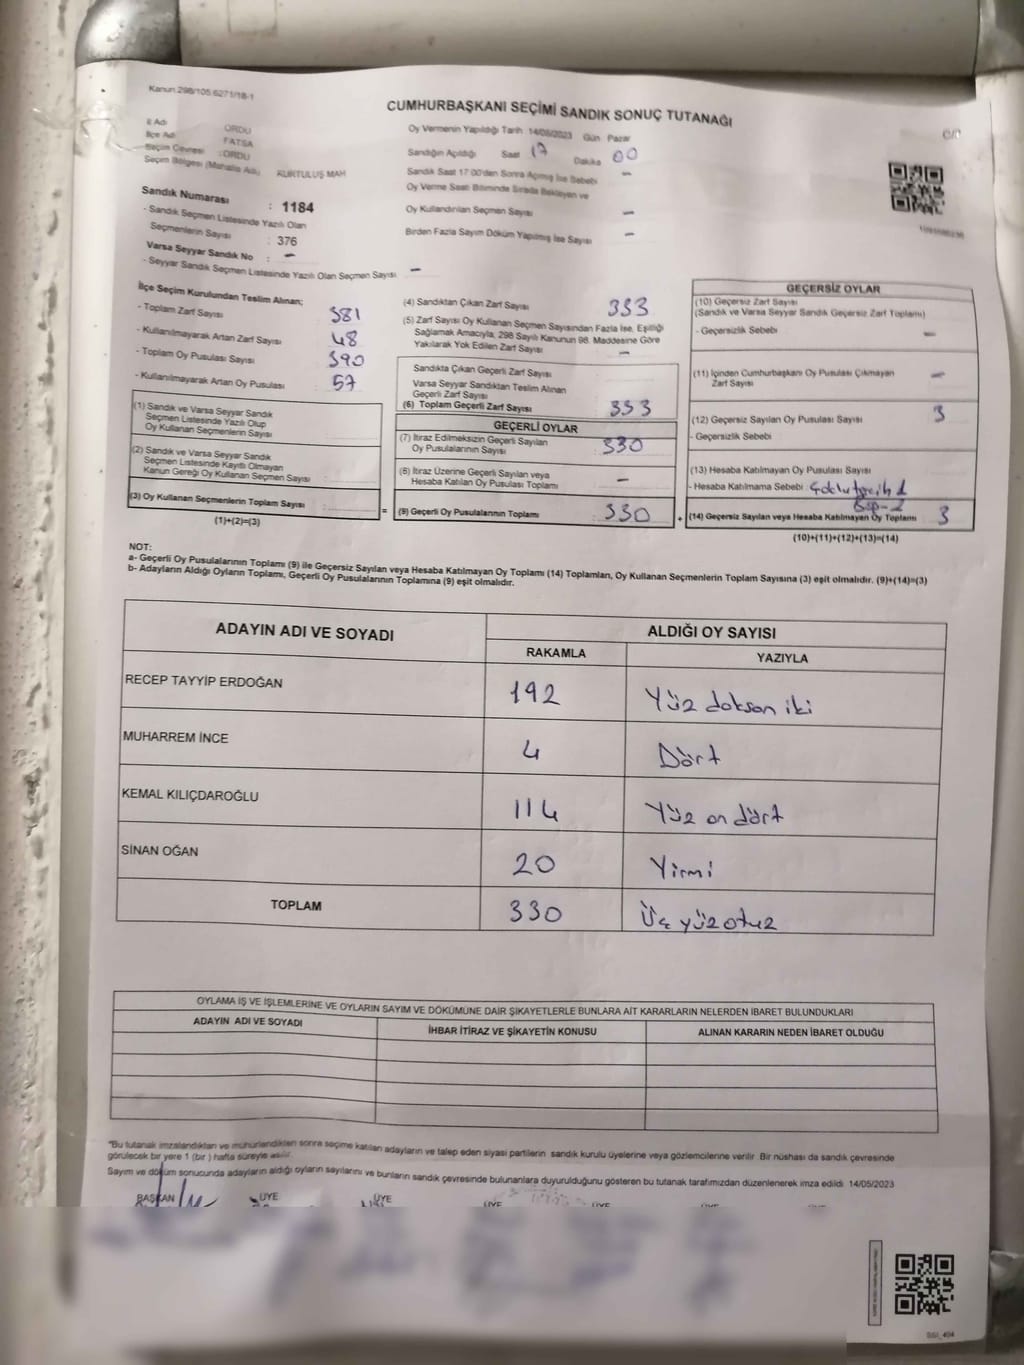 Kanun 298/105.6271/18-1
CUMHURBAŞKANI SEÇİMİ SANDIK SONUÇ TUTANAĞI
İl Adı ORDU
İlçe Adı FATSA
Seçim Çevresi : ORDU
Seçim Bölgesi (Mahalle Adı) KURTULUŞ MAH
Oy Vermenin Yapıldığı Tarih 14/05/2023 Gün Pazar
Sandığın Açıldığı Saat 17 Dakika 00
Sandık Saat 17:00'den Sonra Açılmış İse Sebebi –
Oy Verme Saati Bitiminde Sırada Bekleyen ve
Oy Kullandırılan Seçmen Sayısı –
Birden Fazla Sayım Döküm Yapılmış İse Sayısı –
Sandık Numarası : 1184
- Sandık Seçmen Listesinde Yazılı Olan
Seçmenlerin Sayısı : 376
Varsa Seyyar Sandık No : –
- Seyyar Sandık Seçmen Listesinde Yazılı Olan Seçmen Sayısı –
İlçe Seçim Kurulundan Teslim Alınan;
- Toplam Zarf Sayısı : 381
- Kullanılmayarak Artan Zarf Sayısı : 48
- Toplam Oy Pusulası Sayısı : 390
- Kullanılmayarak Artan Oy Pusulası : 57
(1) Sandık ve Varsa Seyyar Sandık
Seçmen Listesinde Yazılı Olup
Oy Kullanan Seçmenlerin Sayısı
(2) Sandık ve Varsa Seyyar Sandık
Seçmen Listesinde Kayıtlı Olmayan
Kanun Gereği Oy Kullanan Seçmen Sayısı
(3) Oy Kullanan Seçmenlerin Toplam Sayısı :
(1)+(2)=(3)
=
(4) Sandıktan Çıkan Zarf Sayısı 333
(5) Zarf Sayısı Oy Kullanan Seçmen Sayısından Fazla İse, Eşitliği
Sağlamak Amacıyla, 298 Sayılı Kanunun 98. Maddesine Göre
Yakılarak Yok Edilen Zarf Sayısı –
Sandıkta Çıkan Geçerli Zarf Sayısı
Varsa Seyyar Sandıktan Teslim Alınan
Geçerli Zarf Sayısı
(6) Toplam Geçerli Zarf Sayısı 333
GEÇERLİ OYLAR
(7) İtiraz Edilmeksizin Geçerli Sayılan
Oy Pusulalarının Sayısı : 330
(8) İtiraz Üzerine Geçerli Sayılan veya
Hesaba Katılan Oy Pusulası Toplamı –
(9) Geçerli Oy Pusulalarının Toplamı : 330
+
GEÇERSİZ OYLAR
(10) Geçersiz Zarf Sayısı
(Sandık ve Varsa Seyyar Sandık Geçersiz Zarf Toplamı)
- Geçersizlik Sebebi –
(11) İçinden Cumhurbaşkanı Oy Pusulası Çıkmayan
Zarf Sayısı –
(12) Geçersiz Sayılan Oy Pusulası Sayısı 3
- Geçersizlik Sebebi
(13) Hesaba Katılmayan Oy Pusulası Sayısı
- Hesaba Katılmama Sebebi :
(14) Geçersiz Sayılan veya Hesaba Katılmayan Oy Toplamı 3
(10)+(11)+(12)+(13)=(14)
NOT:
a- Geçerli Oy Pusulalarının Toplamı (9) ile Geçersiz Sayılan veya Hesaba Katılmayan Oy Toplamı (14) Toplamları, Oy Kullanan Seçmenlerin Toplam Sayısına (3) eşit olmalıdır. (9)+(14)=(3)
b- Adayların Aldığı Oyların Toplamı, Geçerli Oy Pusulalarının Toplamına (9) eşit olmalıdır.
ADAYIN ADI VE SOYADI ALDIĞI OY SAYISI
RAKAMLA YAZIYLA
RECEP TAYYİP ERDOĞAN 192 Yüz doksan iki
MUHARREM İNCE 4 Dört
KEMAL KILIÇDAROĞLU 114 Yüz on dört
SİNAN OĞAN 20 Yirmi
TOPLAM 330 Üç yüz otuz
OYLAMA İŞ VE İŞLEMLERİNE VE OYLARIN SAYIM VE DÖKÜMÜNE DAİR ŞİKAYETLERLE BUNLARA AİT KARARLARIN NELERDEN İBARET BULUNDUKLARI
ADAYIN ADI VE SOYADI İHBAR İTİRAZ VE ŞİKAYETİN KONUSU ALINAN KARARIN NEDEN İBARET OLDUĞU
"Bu tutanak imzalandıktan ve mühürlendikten sonra seçime katılan adayların ve talep eden siyasi partilerin sandık kurulu üyelerine veya gözlemcilerine verilir. Bir nüshası da sandık çevresinde
görülecek bir yere 1 (bir) hafta süreyle asılır.
Sayım ve döküm sonucunda adayların aldığı oyların sayılarını ve bunların sandık çevresinde bulunanlara duyurulduğunu gösteren bu tutanak tarafımızdan düzenlenerek imza edildi. 14/05/2023
BAŞKAN ÜYE ÜYE ÜYE ÜYE ÜYE